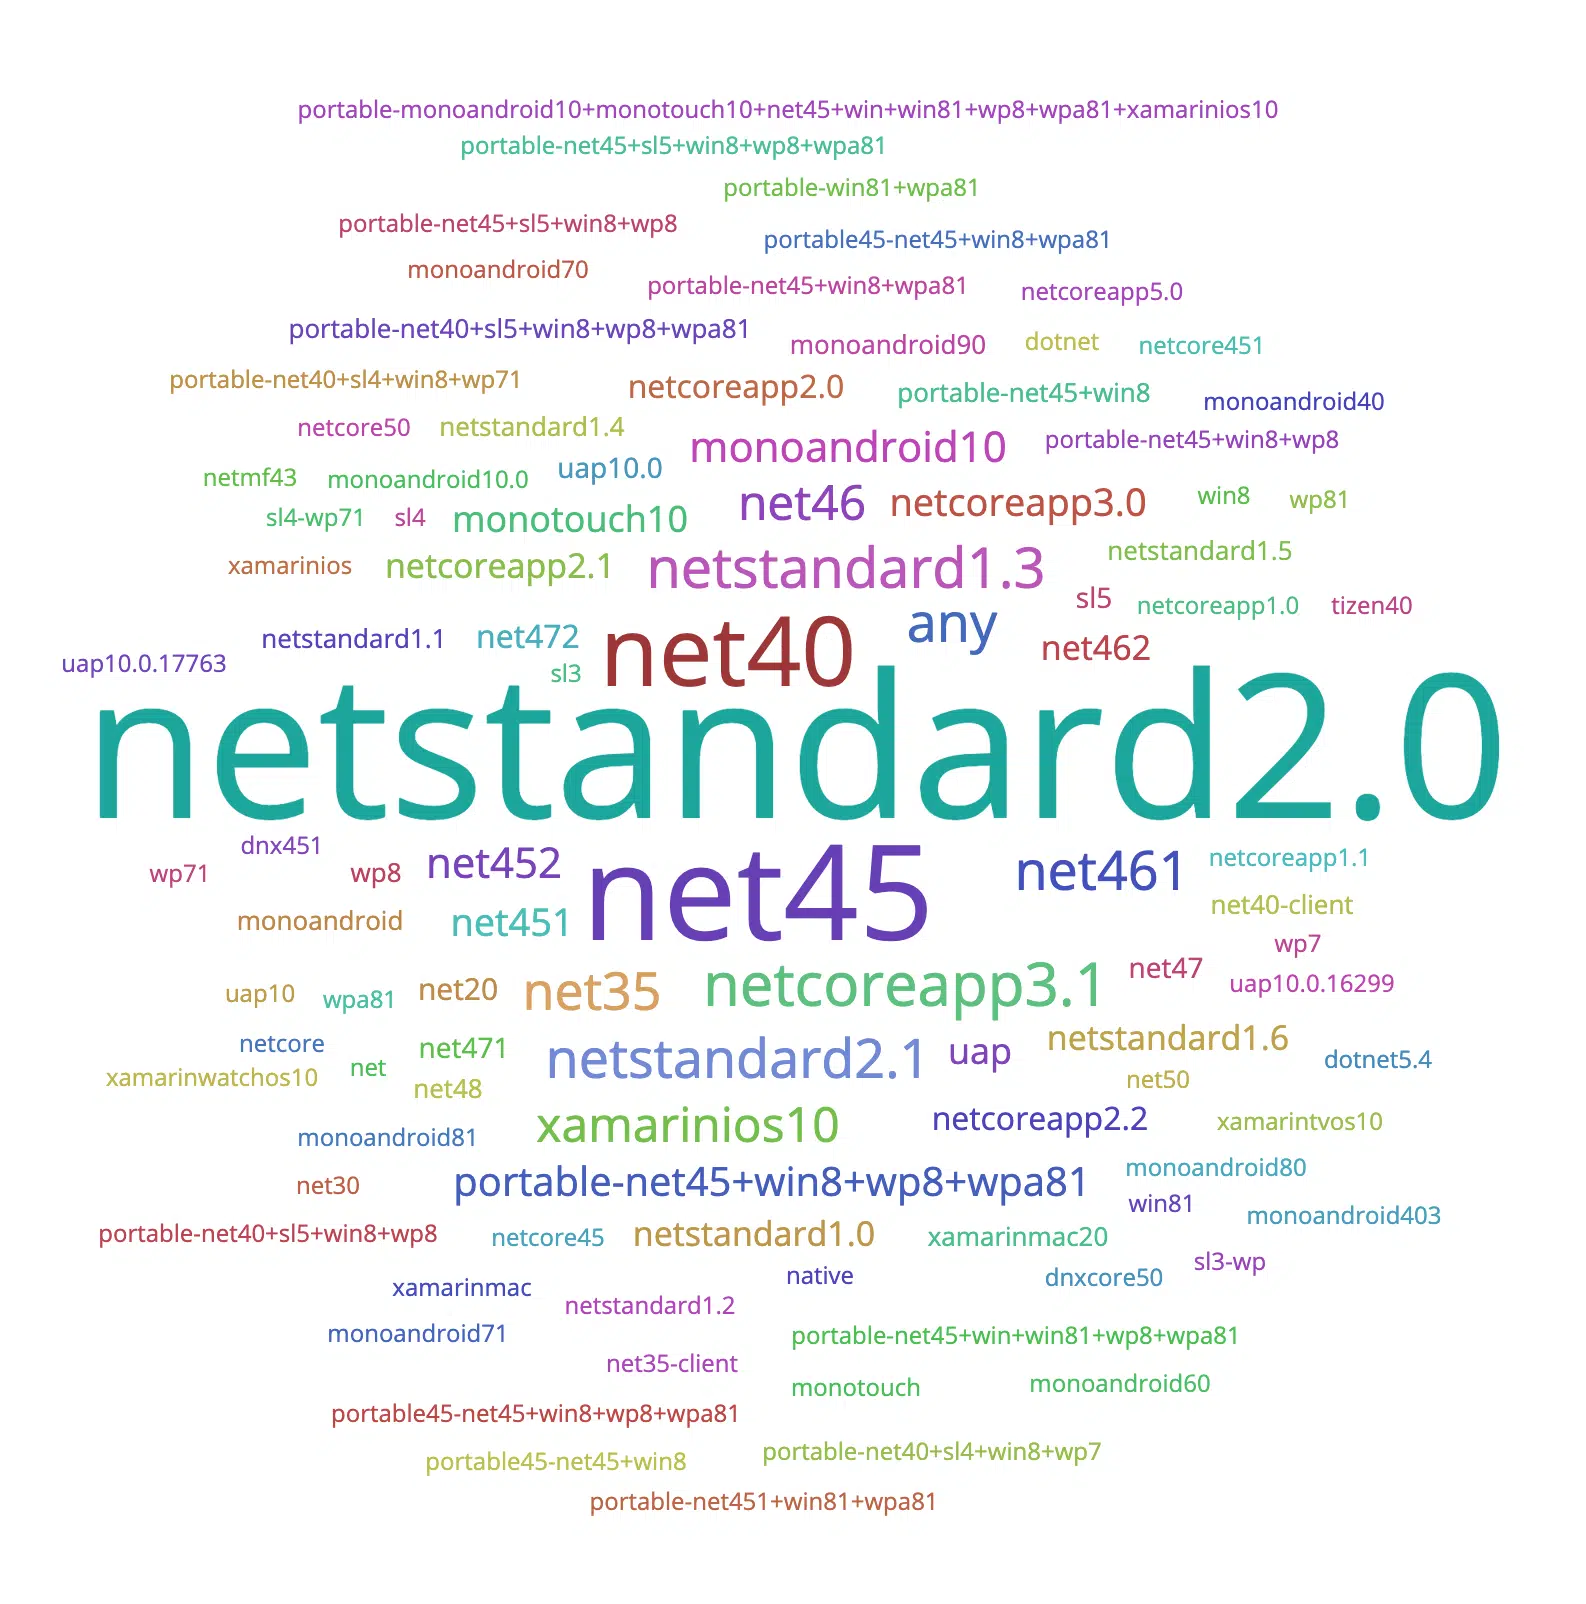 portable-monoandroid10+monotouch10+net45+win+win81+wp8+wpa81+xamarinios10
portable-net45+sl5+win8+wp8+wpa81
portable-win81+wpa81
portable-net45+sl5+win8+wp8
portable45-net45+win8+wpa81
monoandroid70
portable-net45+win8+wpa81
netcoreapp5.0
portable-net40+sl5+win8+wp8+wpa81
monoandroid90
dotnet
netcore451
portable-net40+sl4+win8+wp71
netcoreapp2.0
portable-net45+win8
monoandroid40
netcore50
netstandard1.4
monoandroid10
portable-net45+win8+wp8
netmf43
monoandroid10.0
uap10.0
net46
netcoreapp3.0
win8
wp81
sl4-wp71
sl4
monotouch10
xamarinios
netcoreapp2.1
netstandard1.3
netstandard1.5
sl5
netcoreapp1.0
tizen40
netstandard1.1
net472
net40
any
net462
uap10.0.17763
sl3
netstandard2.0
dnx451
wp71
wp8
net452
net45
net461
netcoreapp1.1
monoandroid
net451
net40-client
wp7
uap10
wpa81
net20
net35
netcoreapp3.1
net47
uap10.0.16299
netcore
net471
netstandard2.1
uap
netstandard1.6
dotnet5.4
xamarinwatchos10
net
net48
net50
monoandroid81
xamarinios10
netcoreapp2.2
xamarintvos10
net30
portable-net45+win8+wp8+wpa81
monoandroid80
win81
monoandroid403
portable-net40+sl5+win8+wp8
netcore45
netstandard1.0
xamarinmac20
sl3-wp
xamarinmac
native
dnxcore50
netstandard1.2
monoandroid71
portable-net45+win+win81+wp8+wpa81
net35-client
monotouch
monoandroid60
portable45-net45+win8+wp8+wpa81
portable45-net45+win8
portable-net40+sl4+win8+wp7
portable-net451+win81+wpa81